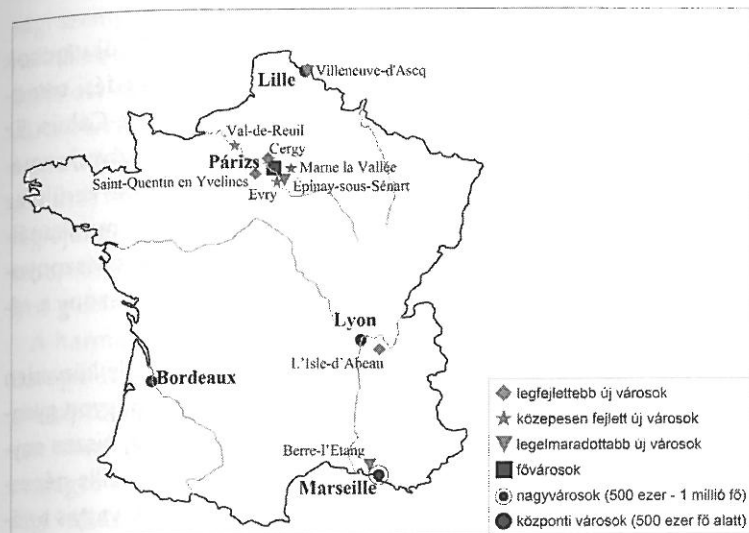 Lille
Villeneuve-d'Ascq
Val-de-Reuil
Cergy
Párizs
Marne la Vallée
Saint-Quentin en Yvelines
Épinay-sous-Sénart
Evry
Lyon
L'Isle-d'Abeau
Bordeaux
Berre-l'Etang
Marseille
legfejlettebb új városok
közepesen fejlett új városok
legelmaradottabb új városok
fővárosok
nagyvárosok (500 ezer - 1 millió fő)
központi városok (500 ezer fő alatt)